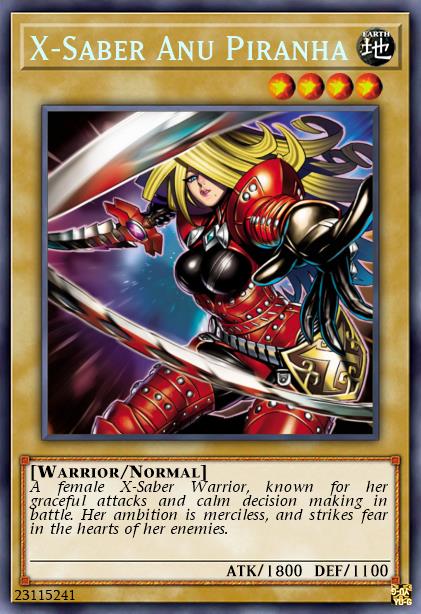 X-Saber Anu Piranha
EARTH
地
[Warrior/Normal]
A female X-Saber Warrior, known for her
graceful attacks and calm decision making in
battle. Her ambition is merciless, and strikes fear
in the hearts of her enemies.
ATK/1800 DEF/1100
23115241